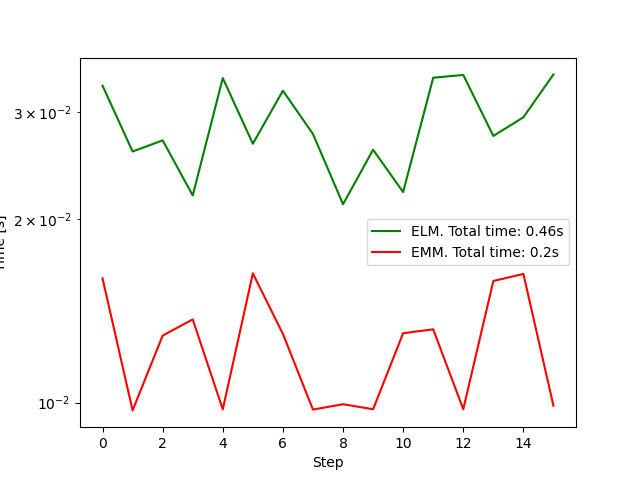 3 × 10⁻²
2 × 10⁻²
10⁻²
ELM. Total time: 0.46s
EMM. Total time: 0.2s
0 2 4 6 8 10 12 14
Step
Time [s]